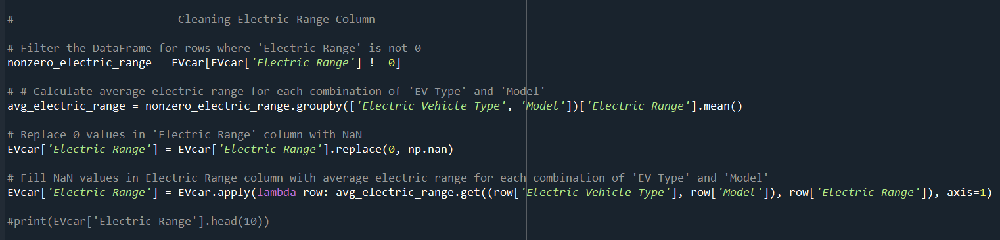 #-------------------------Cleaning Electric Range Column------------------------------
# Filter the DataFrame for rows where 'Electric Range' is not 0
nonzero_electric_range = EVcar[EVcar['Electric Range'] != 0]
# # Calculate average electric range for each combination of 'EV Type' and 'Model'
avg_electric_range = nonzero_electric_range.groupby(['Electric Vehicle Type', 'Model'])['Electric Range'].mean()
# Replace 0 values in 'Electric Range' column with NaN
EVcar['Electric Range'] = EVcar['Electric Range'].replace(0, np.nan)
# Fill NaN values in Electric Range column with average electric range for each combination of 'EV Type' and 'Model'
EVcar['Electric Range'] = EVcar.apply(lambda row: avg_electric_range.get((row['Electric Vehicle Type'], row['Model']), row['Electric Range']), axis=1)
#print(EVcar['Electric Range'].head(10))